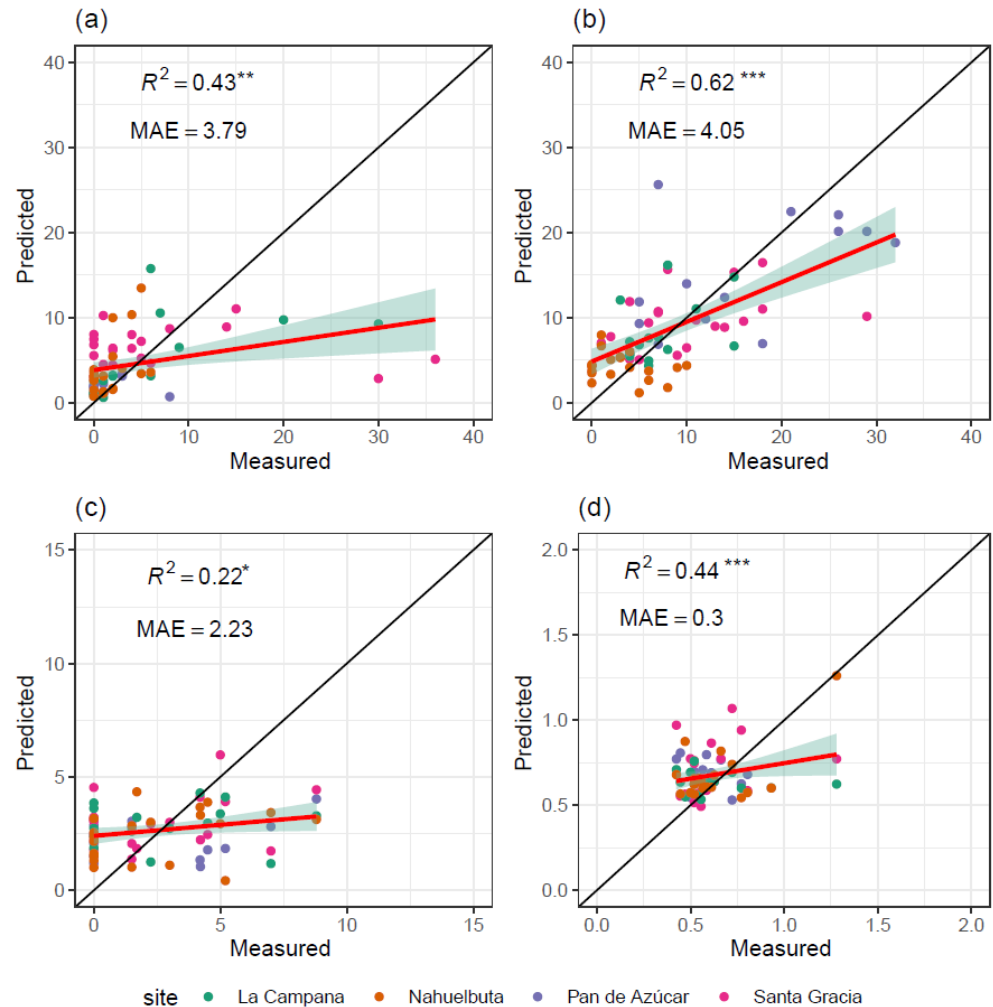 (a)
R² = 0.43**
MAE = 3.79
Predicted
40
30
20
10
0
0 10 20 30 40
Measured
(b)
R² = 0.62 ***
MAE = 4.05
Predicted
40
30
20
10
0
0 10 20 30 40
Measured
(c)
R² = 0.22*
MAE = 2.23
Predicted
15
10
5
0
0 5 10 15
Measured
(d)
R² = 0.44 ***
MAE = 0.3
Predicted
2.0
1.5
1.0
0.5
0.0
0.0 0.5 1.0 1.5 2.0
Measured
site La Campana Nahuelbuta Pan de Azúcar Santa Gracia